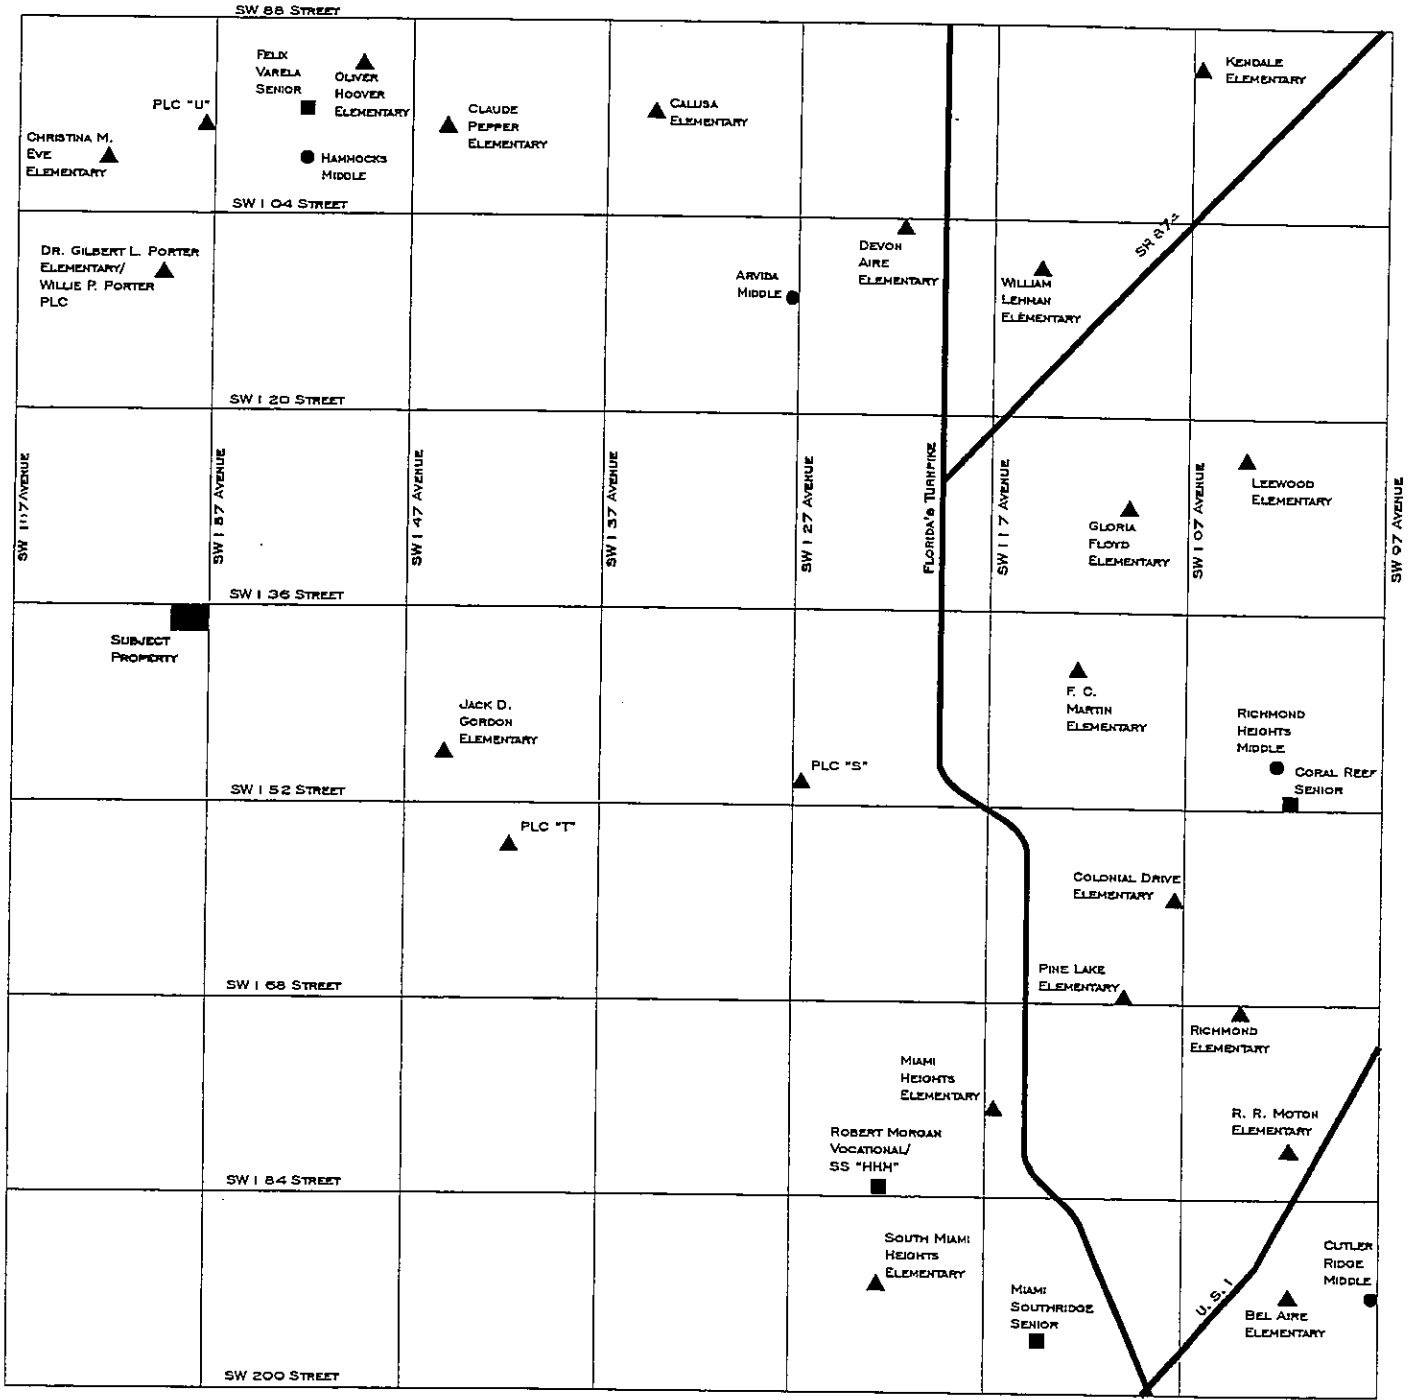 SW 88 STREET
FELIX
VARELA
SENIOR
OLIVER
HOOVER
ELEMENTARY
PLC "U"
CHRISTINA M.
EVE
ELEMENTARY
HAMMOCKS
MIDDLE
CLAUDE
PEPPER
ELEMENTARY
CALUSA
ELEMENTARY
KENDALE
ELEMENTARY
SW 104 STREET
DR. GILBERT L. PORTER
ELEMENTARY/
WILLIE P. PORTER
PLC
ARVIDA
MIDDLE
DEVON
AIRE
ELEMENTARY
WILLIAM
LEHMAN
ELEMENTARY
SR 874
SW 120 STREET
SW 157 AVENUE
SW 147 AVENUE
SW 137 AVENUE
SW 127 AVENUE
FLORIDA'S TURNPIKE
SW 117 AVENUE
SW 107 AVENUE
SW 97 AVENUE
LEEWOOD
ELEMENTARY
GLORIA
FLOYD
ELEMENTARY
SW 136 STREET
SUBJECT
PROPERTY
JACK D.
GORDON
ELEMENTARY
F. C.
MARTIN
ELEMENTARY
RICHMOND
HEIGHTS
MIDDLE
CORAL REEF
SENIOR
PLC "S"
SW 152 STREET
PLC "T"
COLONIAL DRIVE
ELEMENTARY
PINE LAKE
ELEMENTARY
SW 168 STREET
RICHMOND
ELEMENTARY
MIAMI
HEIGHTS
ELEMENTARY
R. R. MOTON
ELEMENTARY
ROBERT MORGAN
VOCATIONAL/
SS "HHH"
SW 184 STREET
SOUTH MIAMI
HEIGHTS
ELEMENTARY
CUTLER
RIDGE
MIDDLE
MIAMI
SOUTHRIDGE
SENIOR
U. S. 1
BEL AIRE
ELEMENTARY
SW 200 STREET